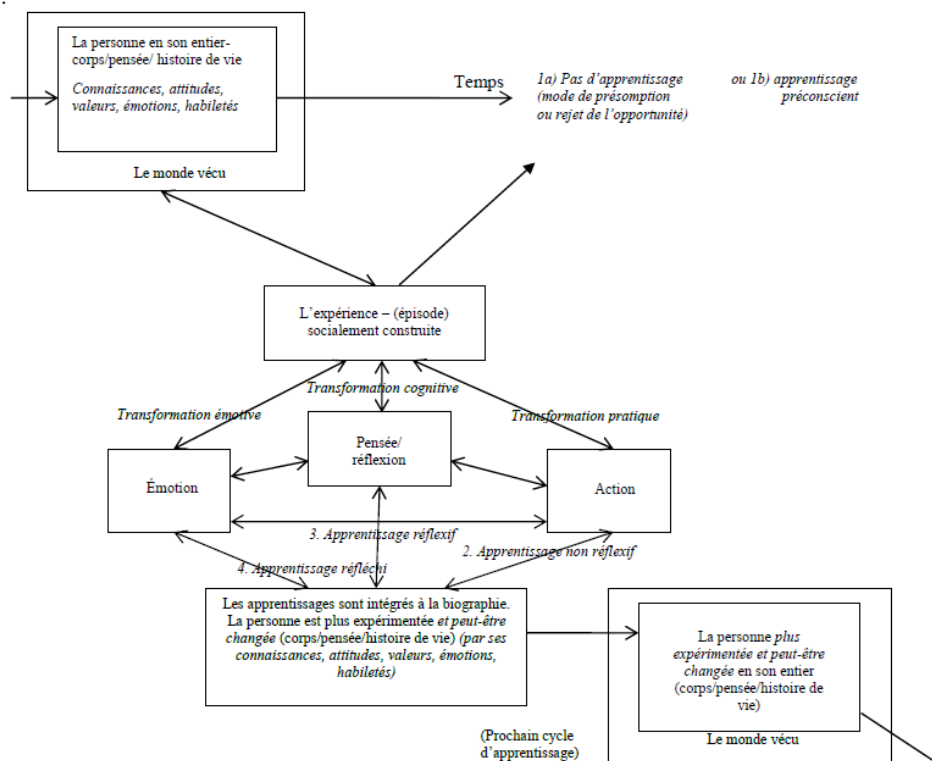 .
La personne en son entier-
corps/pensée/ histoire de vie
Connaissances, attitudes,
valeurs, émotions, habiletés
Le monde vécu
Temps
1a) Pas d'apprentissage
(mode de présomption
ou rejet de l'opportunité)
ou 1b) apprentissage
préconscient
L'expérience – (épisode)
socialement construite
Transformation cognitive
Transformation émotive
Transformation pratique
Pensée/
réflexion
Émotion
Action
3. Apprentissage réflexif
2. Apprentissage non réflexif
4. Apprentissage réfléchi
Les apprentissages sont intégrés à la biographie.
La personne est plus expérimentée et peut-être
changée (corps/pensée/histoire de vie) (par ses
connaissances, attitudes, valeurs, émotions,
habiletés)
La personne plus
expérimentée et peut-être
changée en son entier
(corps/pensée/histoire de
vie)
Le monde vécu
(Prochain cycle
d'apprentissage)